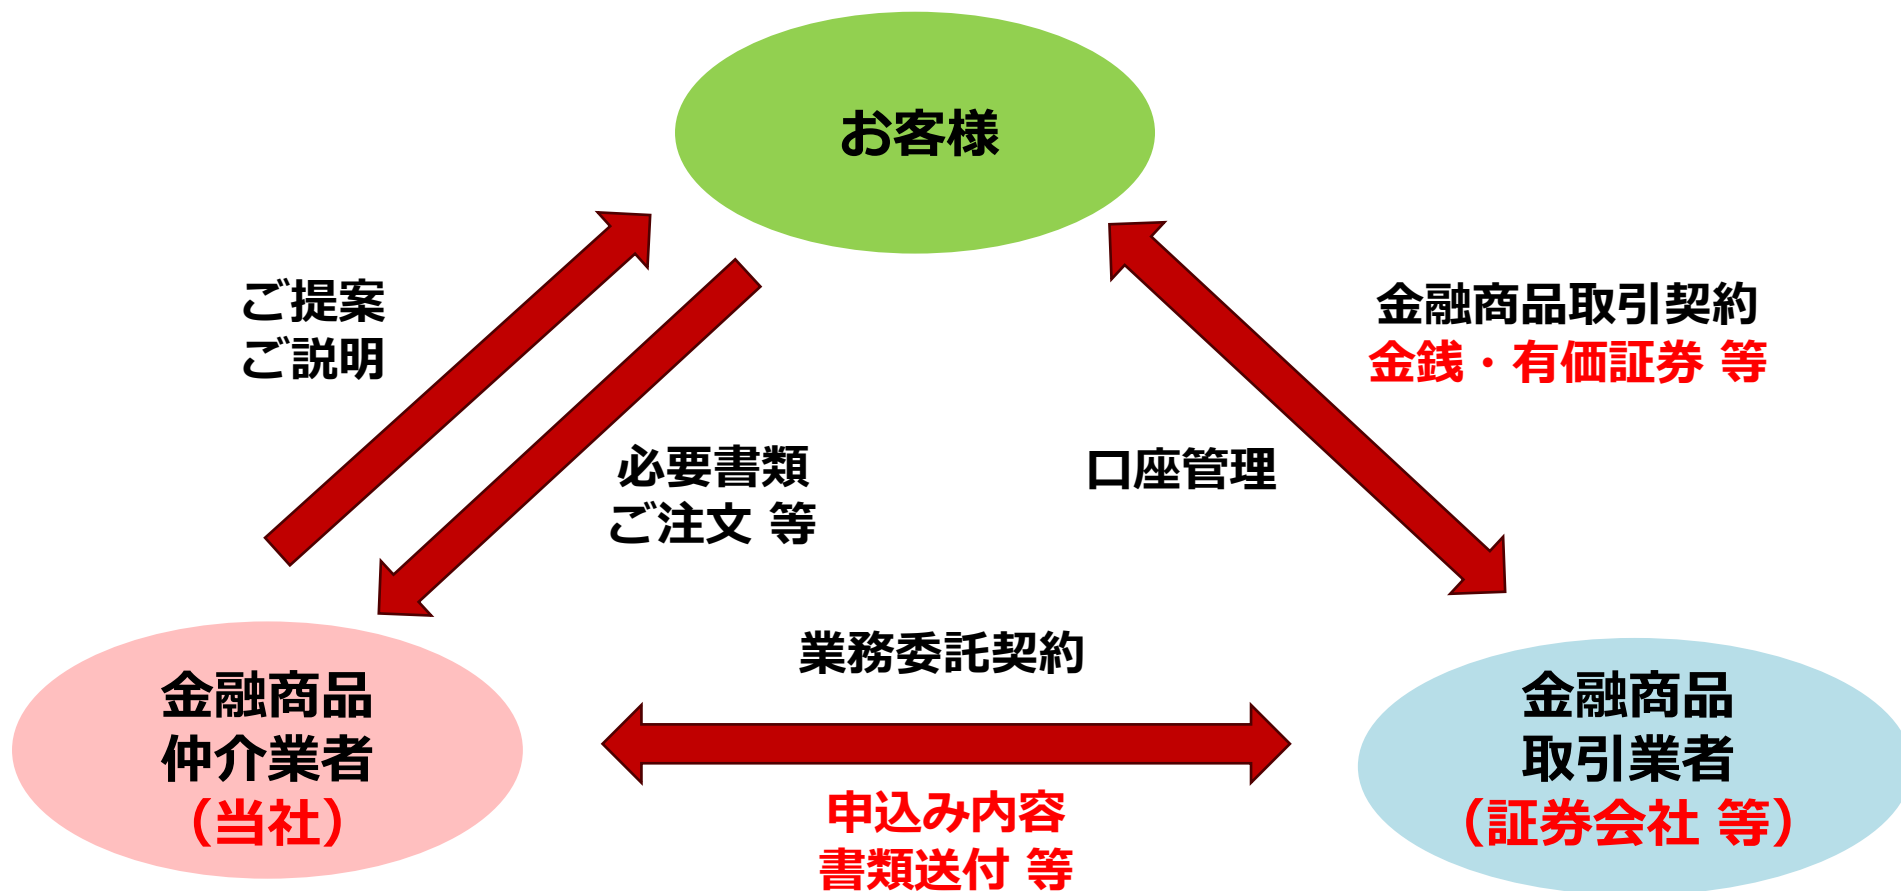 お客様
ご提案
ご説明
金融商品取引契約
金銭・有価証券 等
必要書類
ご注文 等
口座管理
業務委託契約
金融商品
仲介業者
（当社）
金融商品
取引業者
（証券会社 等）
申込み内容
書類送付 等